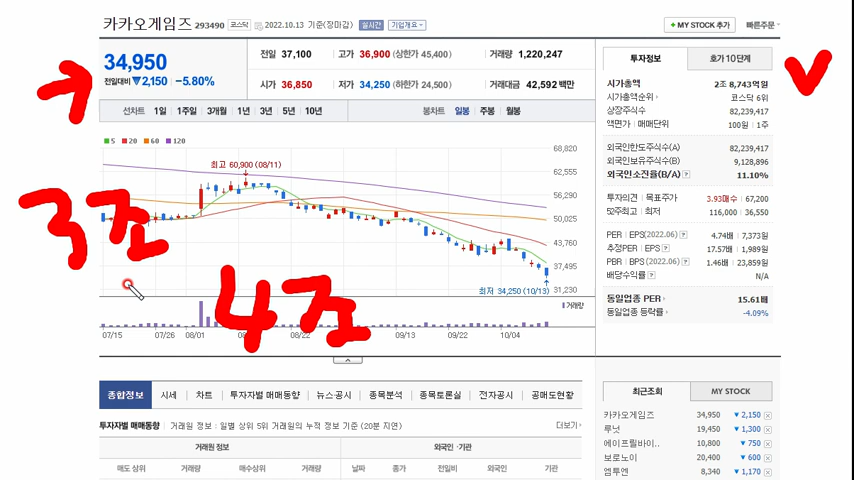 카카오게임즈 293490 코스닥 2022.10.13 기준(장마감) 실시간 기업개요
MY STOCK 추가 빠른주문
34,950
전일대비 ▼2,150 -5.80%
전일 37,100 고가 36,900 (상한가 45,400) 거래량 1,220,247
시가 36,850 저가 34,250 (하한가 24,500) 거래대금 42,592 백만
선차트 1일 1주일 3개월 1년 3년 5년 10년 봉차트 일봉 주봉 월봉
5 20 60 120
최고 60,900 (08/11)
68,820
62,555
56,290
50,025
43,760
37,495
31,230
최저 34,250 (10/13)
거래량
07/15 07/26 08/01 08/22 09/13 09/22 10/04
3조
4조
투자정보 호가 10단계
시가총액 2조 8,743억원
시가총액순위 코스닥 6위
상장주식수 82,239,417
액면가 매매단위 100원 1주
외국인한도주식수(A) 82,239,417
외국인보유주식수(B) 9,128,896
외국인소진율(B/A) 11.10%
투자의견 목표주가 3.93매수 67,200
52주최고 최저 116,000 36,550
PER EPS(2022.06) 4.74배 7,373원
추정PER EPS 17.57배 1,989원
PBR BPS (2022.06) 1.46배 23,859원
배당수익률 N/A
동일업종 PER 15.61배
동일업종 등락률 -4.09%
종합정보 시세 차트 투자자별 매매동향 뉴스·공시 종목분석 종목토론실 전자공시 공매도현황
투자자별 매매동향 거래원 정보 : 일별 상위 5위 거래원의 누적 정보 기준 (20분 지연) 더보기
거래원 정보 외국인·기관
매도 상위 거래량 매수상위 거래량 날짜 종가 전일비 외국인 기관
최근조회 MY STOCK
카카오게임즈 34,950 ▼ 2,150
루닛 19,450 ▼ 1,300
에이프릴바이.. 10,800 ▼ 750
보로노이 20,400 ▼ 600
엠투엔 8,340 ▼ 1,170